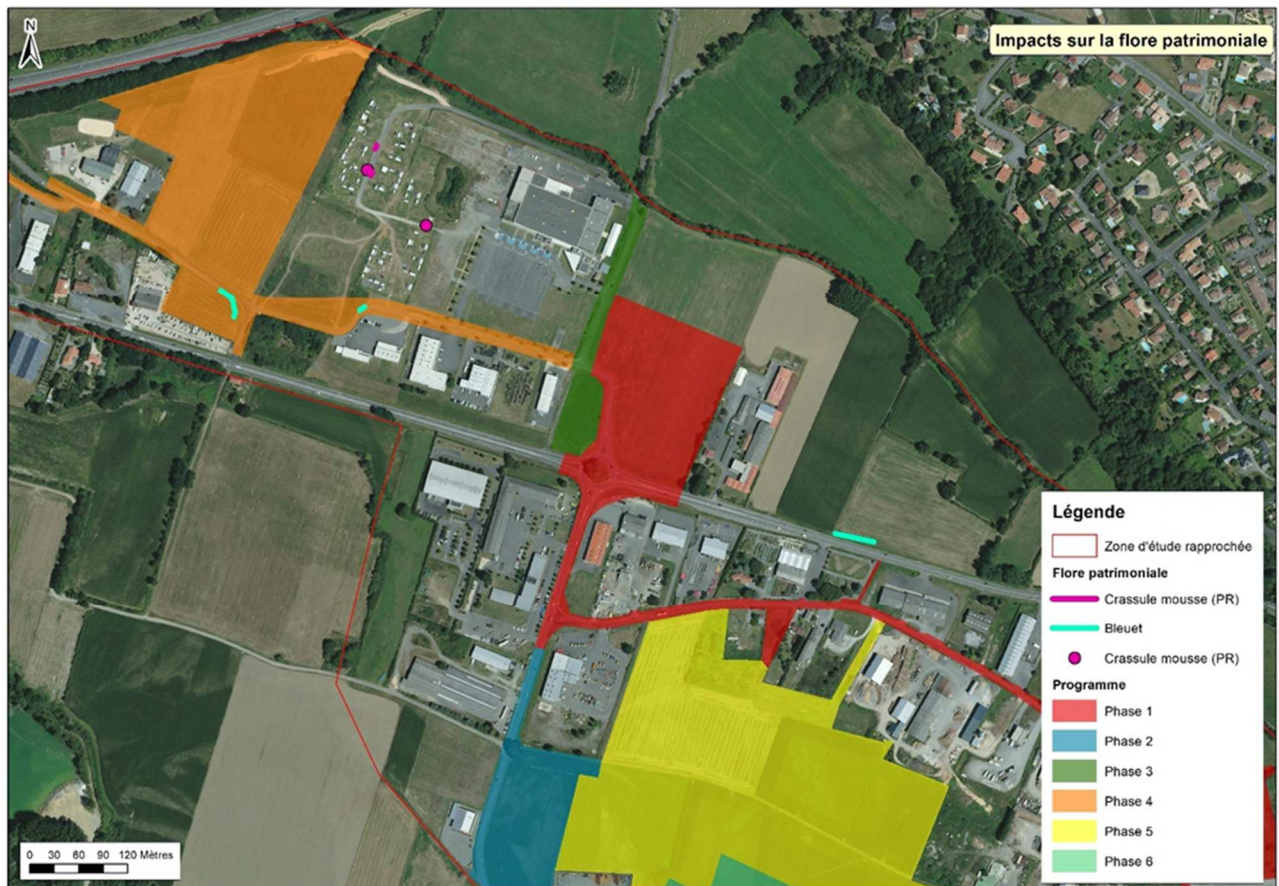 N
Impacts sur la flore patrimoniale
Légende
Zone d'étude rapprochée
Flore patrimoniale
Crassule mousse (PR)
Bleuet
Crassule mousse (PR)
Programme
Phase 1
Phase 2
Phase 3
Phase 4
Phase 5
Phase 6
0 30 60 90 120 Mètres